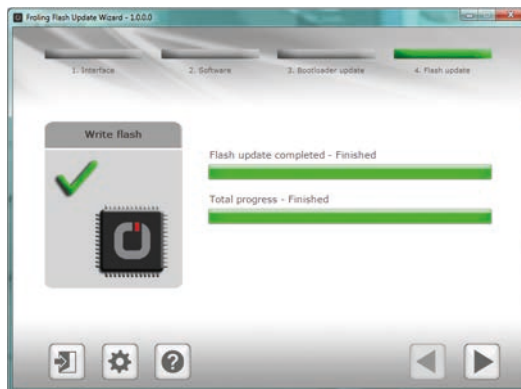 Froling Flash Update Wizard - 1.0.0.0
1. Interface
2. Software
3. Bootloader update
4. Flash update
Write flash
Flash update completed - Finished
Total progress - Finished
?